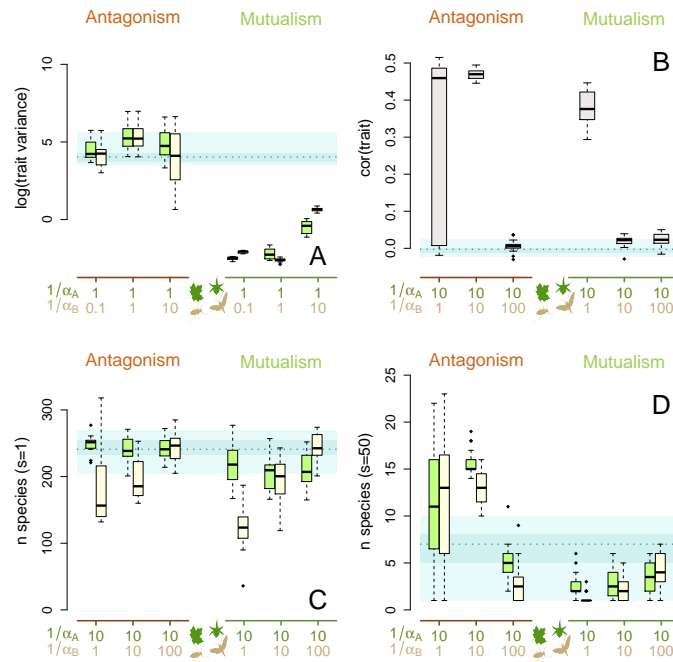 Antagonism Mutualism
log(trait variance)
10
5
0
A
1/αA 1 1 1 1 1 1
1/αB 0.1 1 10 0.1 1 10
Antagonism Mutualism
cor(trait)
0.5
0.4
0.3
0.2
0.1
0.0
B
1/αA 10 10 10 10 10 10
1/αB 1 10 100 1 10 100
Antagonism Mutualism
n species (s=1)
300
200
100
0
C
1/αA 10 10 10 10 10 10
1/αB 1 10 100 1 10 100
Antagonism Mutualism
n species (s=50)
25
20
15
10
5
0
D
1/αA 10 10 10 10 10 10
1/αB 1 10 100 1 10 100